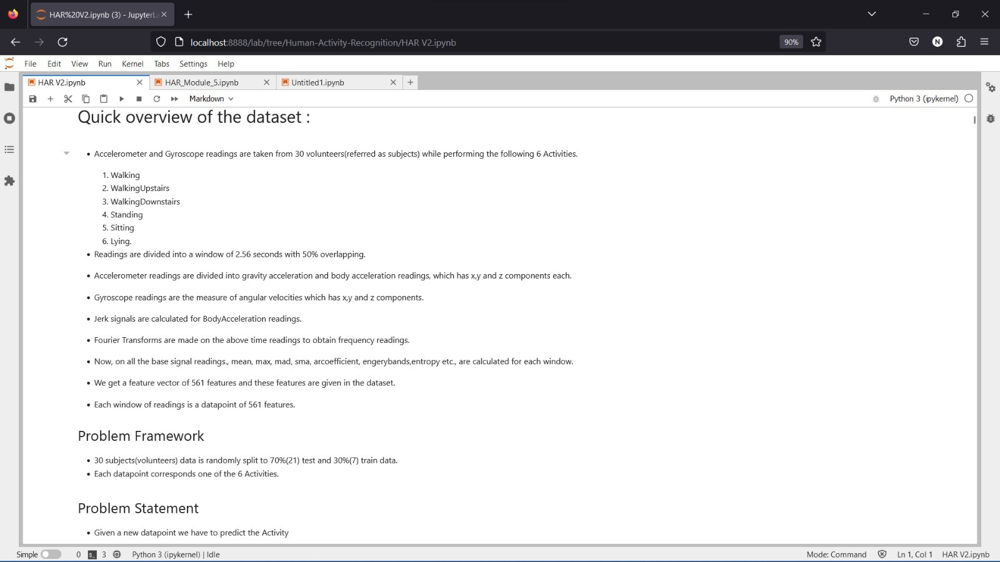 HAR%20V2.ipynb (3) - JupyterLa
localhost:8888/lab/tree/Human-Activity-Recognition/HAR V2.ipynb
90%
N
File Edit View Run Kernel Tabs Settings Help
HAR V2.ipynb
HAR_Module_5.ipynb
Untitled1.ipynb
Markdown
Python 3 (ipykernel)
Quick overview of the dataset :
• Accelerometer and Gyroscope readings are taken from 30 volunteers(referred as subjects) while performing the following 6 Activities.
1. Walking
2. WalkingUpstairs
3. WalkingDownstairs
4. Standing
5. Sitting
6. Lying.
• Readings are divided into a window of 2.56 seconds with 50% overlapping.
• Accelerometer readings are divided into gravity acceleration and body acceleration readings, which has x,y and z components each.
• Gyroscope readings are the measure of angular velocities which has x,y and z components.
• Jerk signals are calculated for BodyAcceleration readings.
• Fourier Transforms are made on the above time readings to obtain frequency readings.
• Now, on all the base signal readings., mean, max, mad, sma, arcoefficient, engerybands,entropy etc., are calculated for each window.
• We get a feature vector of 561 features and these features are given in the dataset.
• Each window of readings is a datapoint of 561 features.
Problem Framework
• 30 subjects(volunteers) data is randomly split to 70%(21) test and 30%(7) train data.
• Each datapoint corresponds one of the 6 Activities.
Problem Statement
• Given a new datapoint we have to predict the Activity
Simple 0 $_ 3 Python 3 (ipykernel) | Idle
Mode: Command Ln 1, Col 1 HAR V2.ipynb